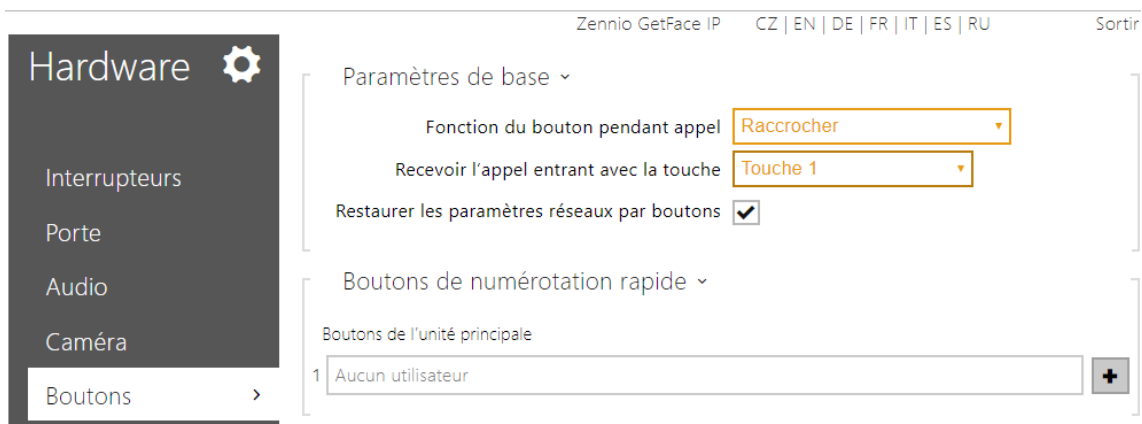 Zennio GetFace IP CZ | EN | DE | FR | IT | ES | RU Sortir
Hardware
Interrupteurs
Porte
Audio
Caméra
Boutons
Paramètres de base
Fonction du bouton pendant appel Raccrocher
Recevoir l'appel entrant avec la touche Touche 1
Restaurer les paramètres réseaux par boutons
Boutons de numérotation rapide
Boutons de l'unité principale
1 Aucun utilisateur